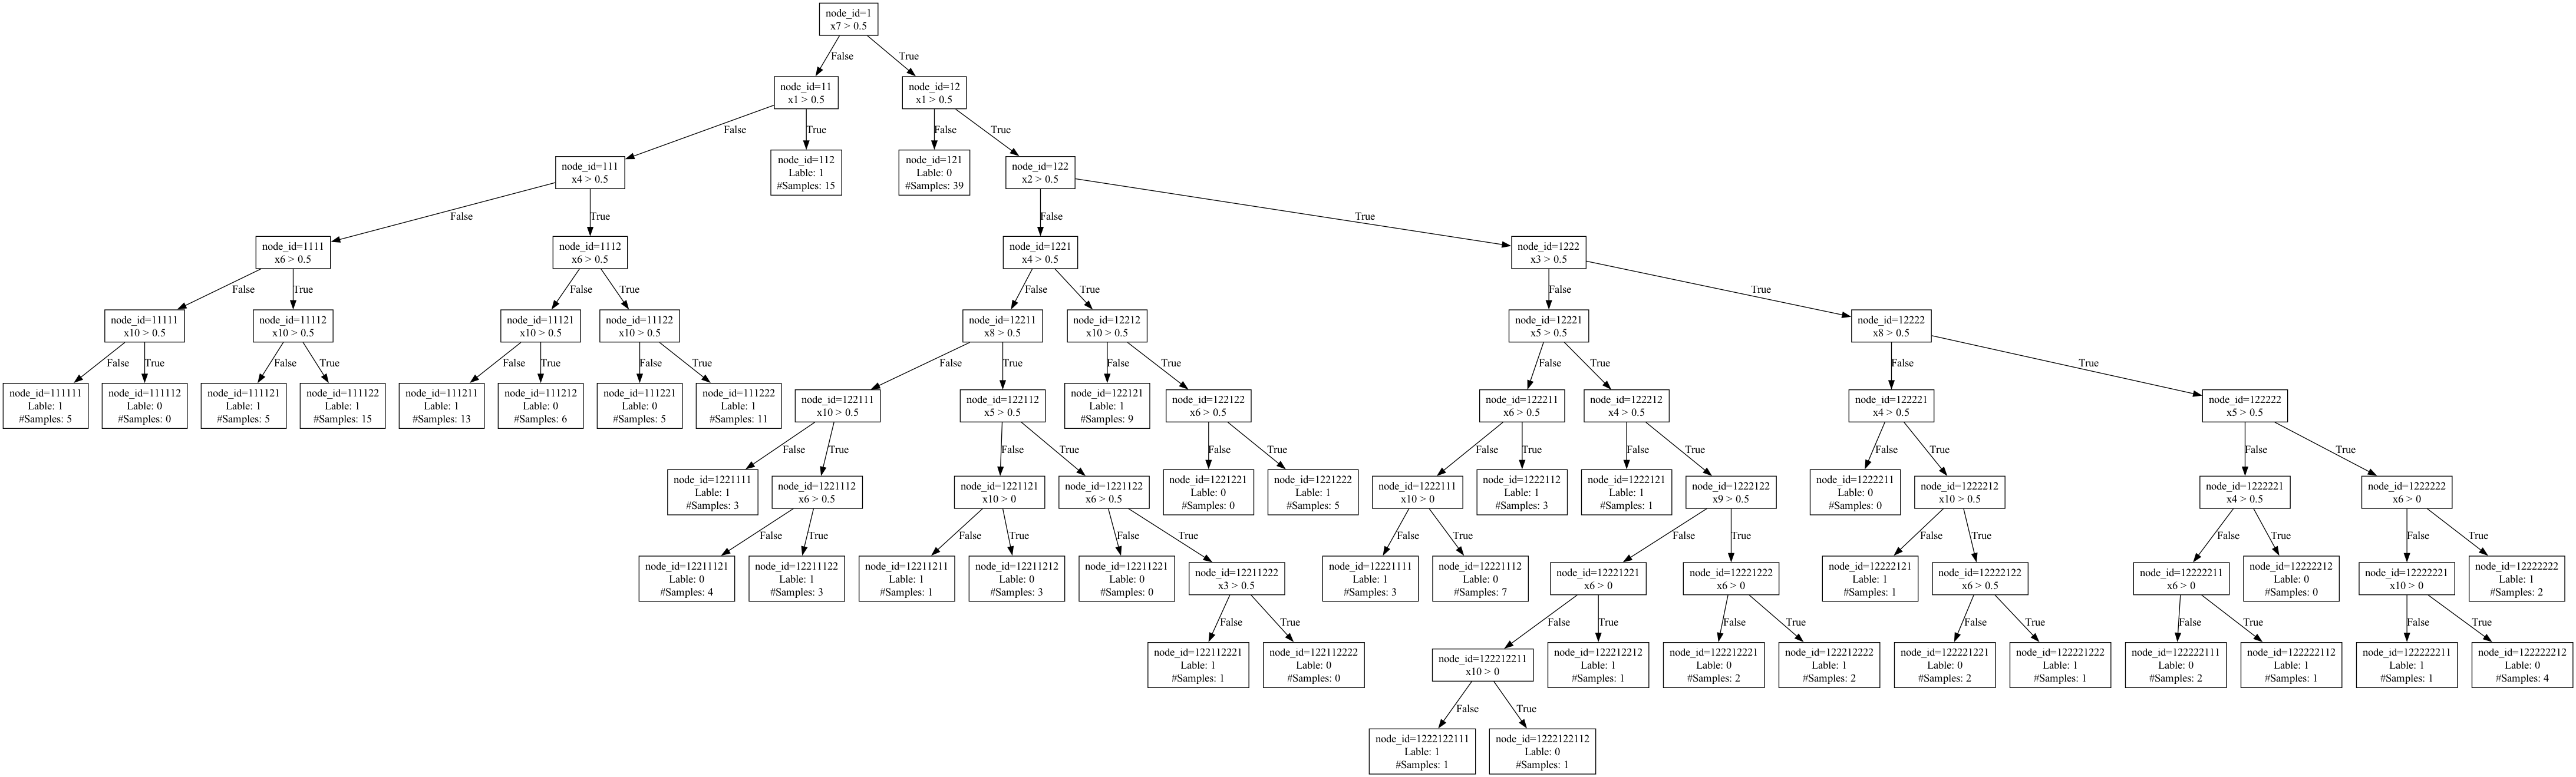 node_id=1
x7 > 0.5
False
True
node_id=11
x1 > 0.5
node_id=12
x1 > 0.5
False
True
False
True
node_id=111
x4 > 0.5
node_id=112
Lable: 1
#Samples: 15
node_id=121
Lable: 0
#Samples: 39
node_id=122
x2 > 0.5
False
True
False
True
node_id=1111
x6 > 0.5
node_id=1112
x6 > 0.5
node_id=1221
x4 > 0.5
node_id=1222
x3 > 0.5
False
True
False
True
False
True
False
True
node_id=11111
x10 > 0.5
node_id=11112
x10 > 0.5
node_id=11121
x10 > 0.5
node_id=11122
x10 > 0.5
node_id=12211
x8 > 0.5
node_id=12212
x10 > 0.5
node_id=12221
x5 > 0.5
node_id=12222
x8 > 0.5
False
True
False
True
False
True
False
True
False
True
False
True
False
True
False
True
node_id=111111
Lable: 1
#Samples: 5
node_id=111112
Lable: 0
#Samples: 0
node_id=111121
Lable: 1
#Samples: 5
node_id=111122
Lable: 1
#Samples: 15
node_id=111211
Lable: 1
#Samples: 13
node_id=111212
Lable: 0
#Samples: 6
node_id=111221
Lable: 0
#Samples: 5
node_id=111222
Lable: 1
#Samples: 11
node_id=122111
x10 > 0.5
node_id=122112
x5 > 0.5
node_id=122121
Lable: 1
#Samples: 9
node_id=122122
x6 > 0.5
node_id=122211
x6 > 0.5
node_id=122212
x4 > 0.5
node_id=122221
x4 > 0.5
node_id=122222
x5 > 0.5
False
True
False
True
False
True
False
True
False
True
False
True
False
True
node_id=1221111
Lable: 1
#Samples: 3
node_id=1221112
x6 > 0.5
node_id=1221121
x10 > 0
node_id=1221122
x6 > 0.5
node_id=1221221
Lable: 0
#Samples: 0
node_id=1221222
Lable: 1
#Samples: 5
node_id=1222111
x10 > 0
node_id=1222112
Lable: 1
#Samples: 3
node_id=1222121
Lable: 1
#Samples: 1
node_id=1222122
x9 > 0.5
node_id=1222211
Lable: 0
#Samples: 0
node_id=1222212
x10 > 0.5
node_id=1222221
x4 > 0.5
node_id=1222222
x6 > 0
False
True
False
True
False
True
False
True
False
True
False
True
False
True
False
True
node_id=12211121
Lable: 0
#Samples: 4
node_id=12211122
Lable: 1
#Samples: 3
node_id=12211211
Lable: 1
#Samples: 1
node_id=12211212
Lable: 0
#Samples: 3
node_id=12211221
Lable: 0
#Samples: 0
node_id=12211222
x3 > 0.5
node_id=12221111
Lable: 1
#Samples: 3
node_id=12221112
Lable: 0
#Samples: 7
node_id=12221221
x6 > 0
node_id=12221222
x6 > 0
node_id=12222121
Lable: 1
#Samples: 1
node_id=12222122
x6 > 0.5
node_id=12222211
x6 > 0
node_id=12222212
Lable: 0
#Samples: 0
node_id=12222221
x10 > 0
node_id=12222222
Lable: 1
#Samples: 2
False
True
False
True
False
True
False
True
False
True
False
True
node_id=122112221
Lable: 1
#Samples: 1
node_id=122112222
Lable: 0
#Samples: 0
node_id=122212211
x10 > 0
node_id=122212212
Lable: 1
#Samples: 1
node_id=122212221
Lable: 0
#Samples: 2
node_id=122212222
Lable: 1
#Samples: 2
node_id=122221221
Lable: 0
#Samples: 2
node_id=122221222
Lable: 1
#Samples: 1
node_id=122222111
Lable: 0
#Samples: 2
node_id=122222112
Lable: 1
#Samples: 1
node_id=122222211
Lable: 1
#Samples: 1
node_id=122222212
Lable: 0
#Samples: 4
False
True
node_id=1222122111
Lable: 1
#Samples: 1
node_id=1222122112
Lable: 0
#Samples: 1